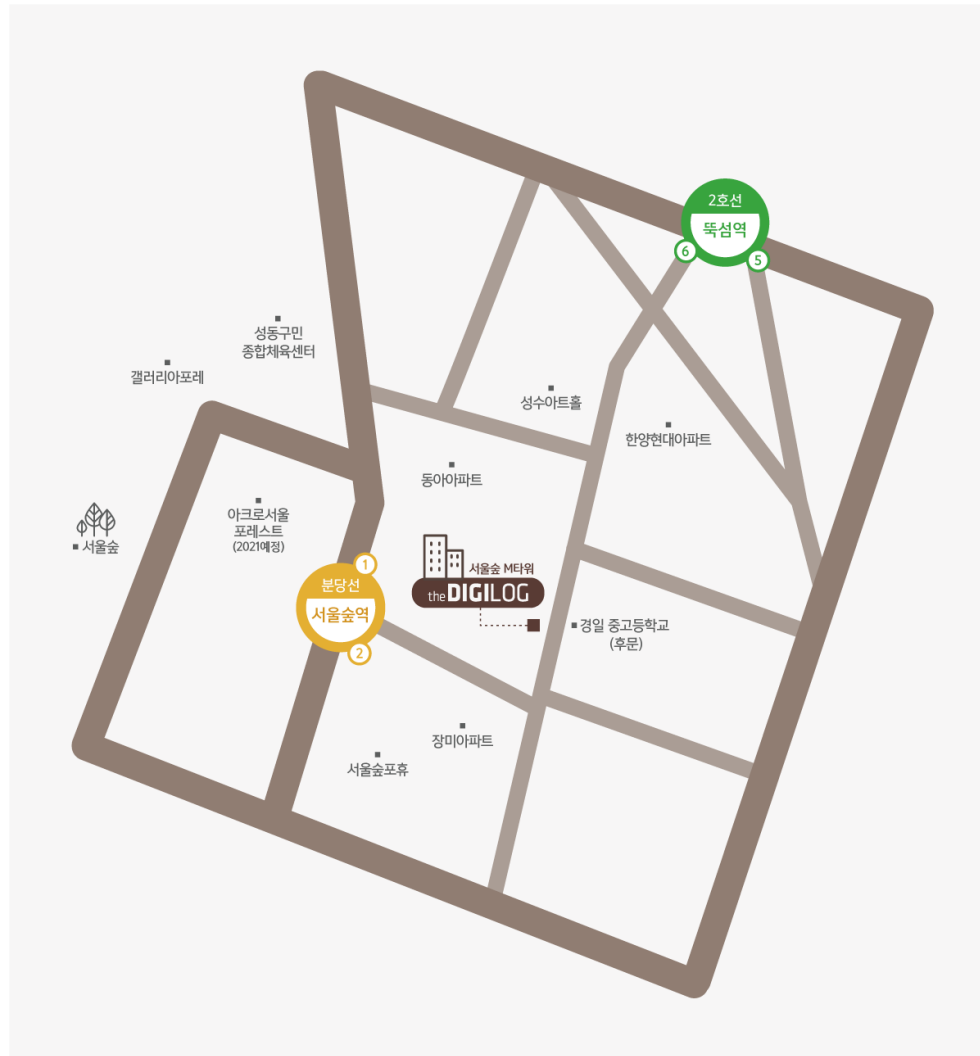 2호선
뚝섬역
6
5
성동구민
종합체육센터
갤러리아포레
성수아트홀
한양현대아파트
동아아파트
아크로서울
포레스트
(2021예정)
서울숲
1
분당선
서울숲역
2
서울숲 M타워
the DIGILOG
경일 중고등학교
(후문)
장미아파트
서울숲포휴